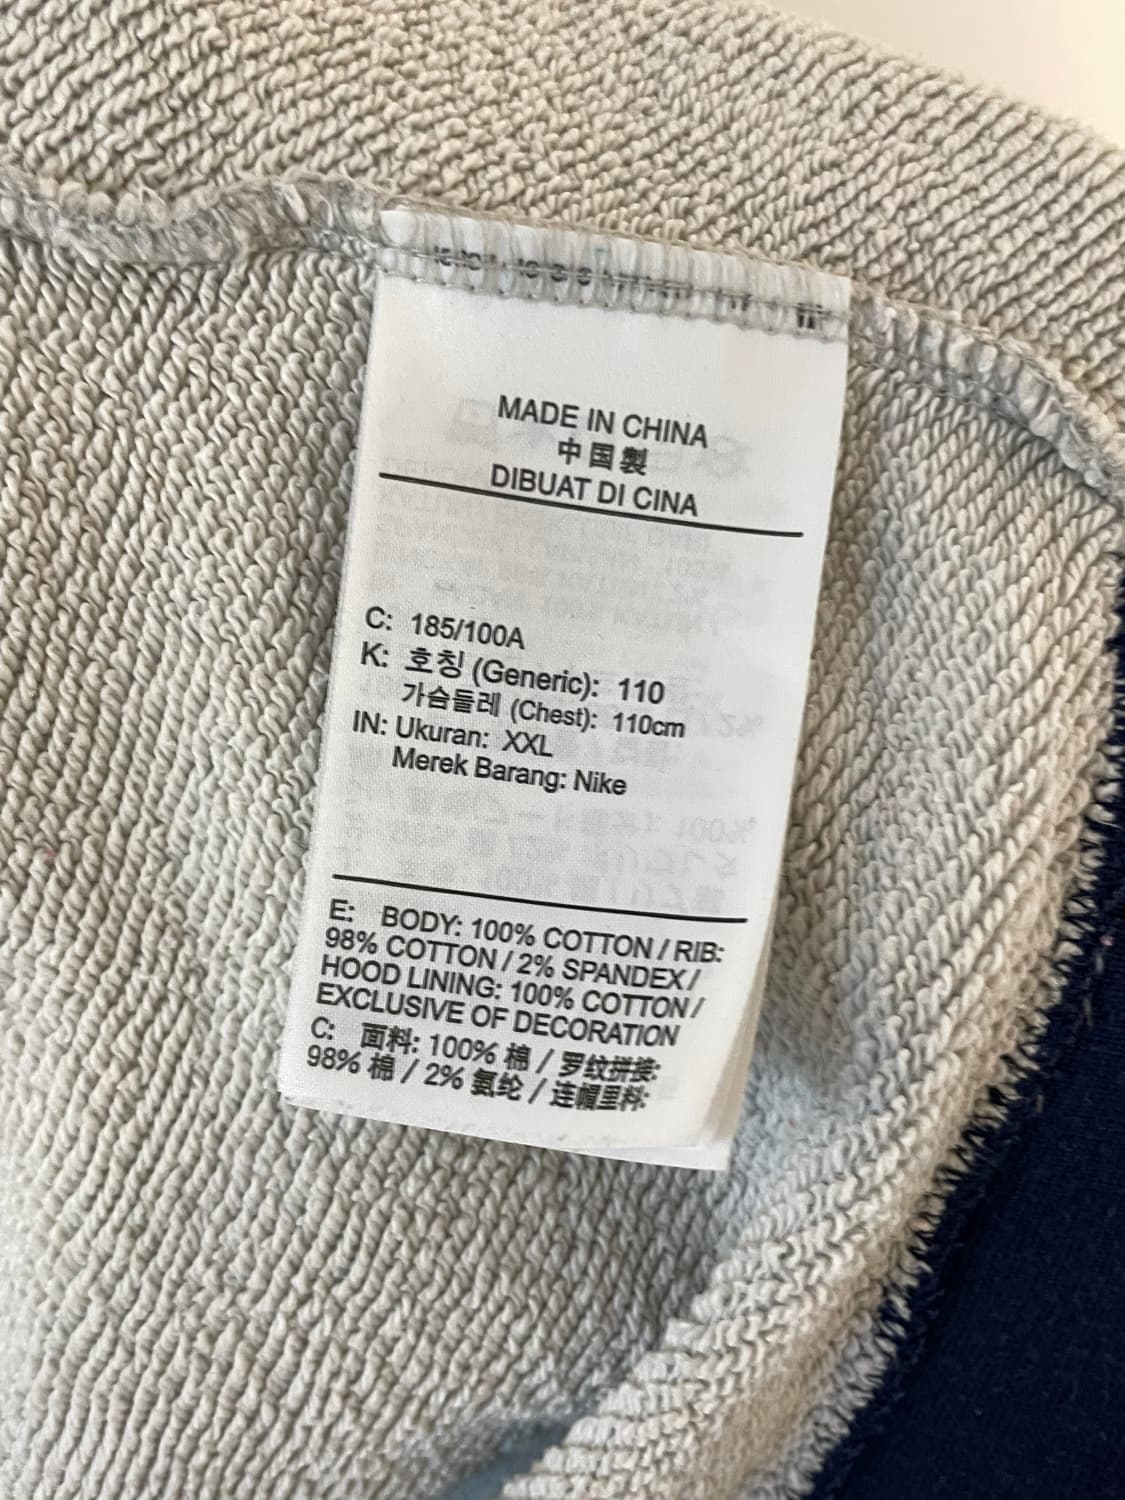 MADE IN CHINA
中国製
DIBUAT DI CINA
C: 185/100A
K: 호칭 (Generic): 110
가슴둘레 (Chest): 110cm
IN: Ukuran: XXL
Merek Barang: Nike
E: BODY: 100% COTTON / RIB:
98% COTTON / 2% SPANDEX /
HOOD LINING: 100% COTTON /
EXCLUSIVE OF DECORATION
C: 面料: 100% 棉 / 罗纹拼接:
98% 棉 / 2% 氨纶 / 连帽里料: